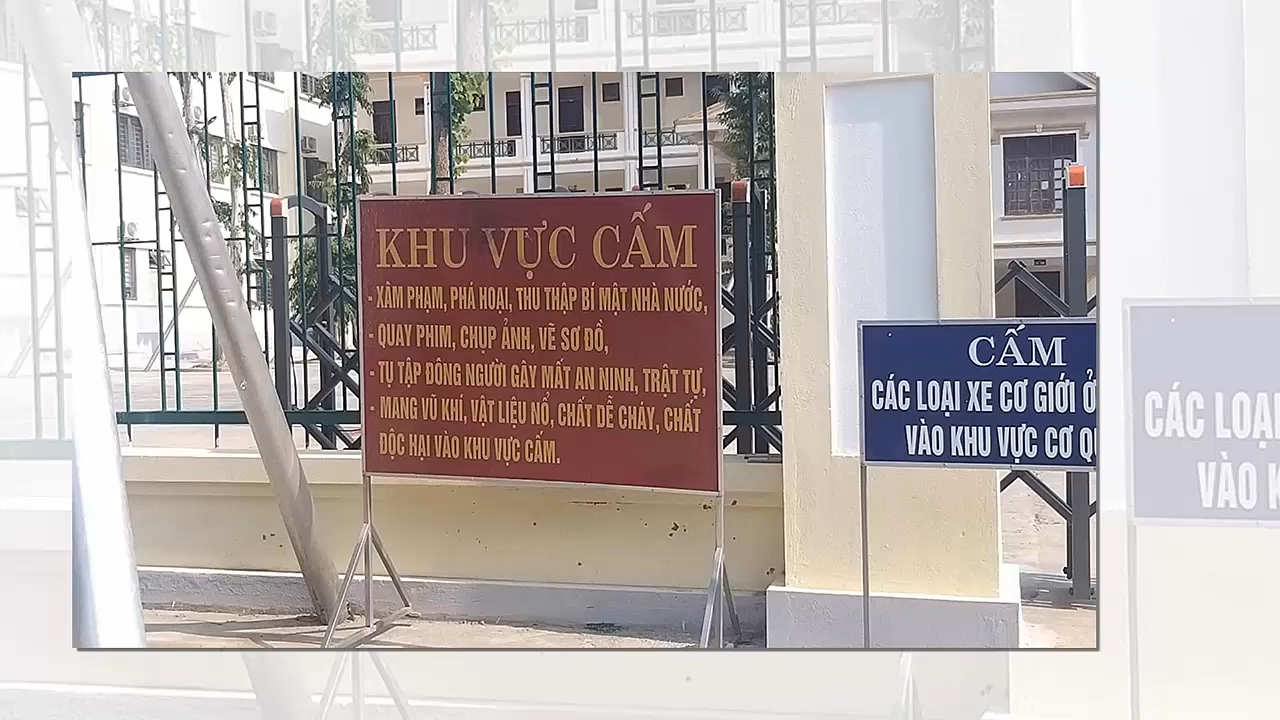 KHU VỰC CẤM
- XÂM PHẠM, PHÁ HOẠI, THU THẬP BÍ MẬT NHÀ NƯỚC,
- QUAY PHIM, CHỤP ẢNH, VẼ SƠ ĐỒ,
- TỤ TẬP ĐÔNG NGƯỜI GÂY MẤT AN NINH, TRẬT TỰ,
- MANG VŨ KHÍ, VẬT LIỆU NỔ, CHẤT DỄ CHÁY, CHẤT
ĐỘC HẠI VÀO KHU VỰC CẤM.
CẤM
CÁC LOẠI XE CƠ GIỚI
VÀO KHU VỰC CƠ
CÁC
VÀO